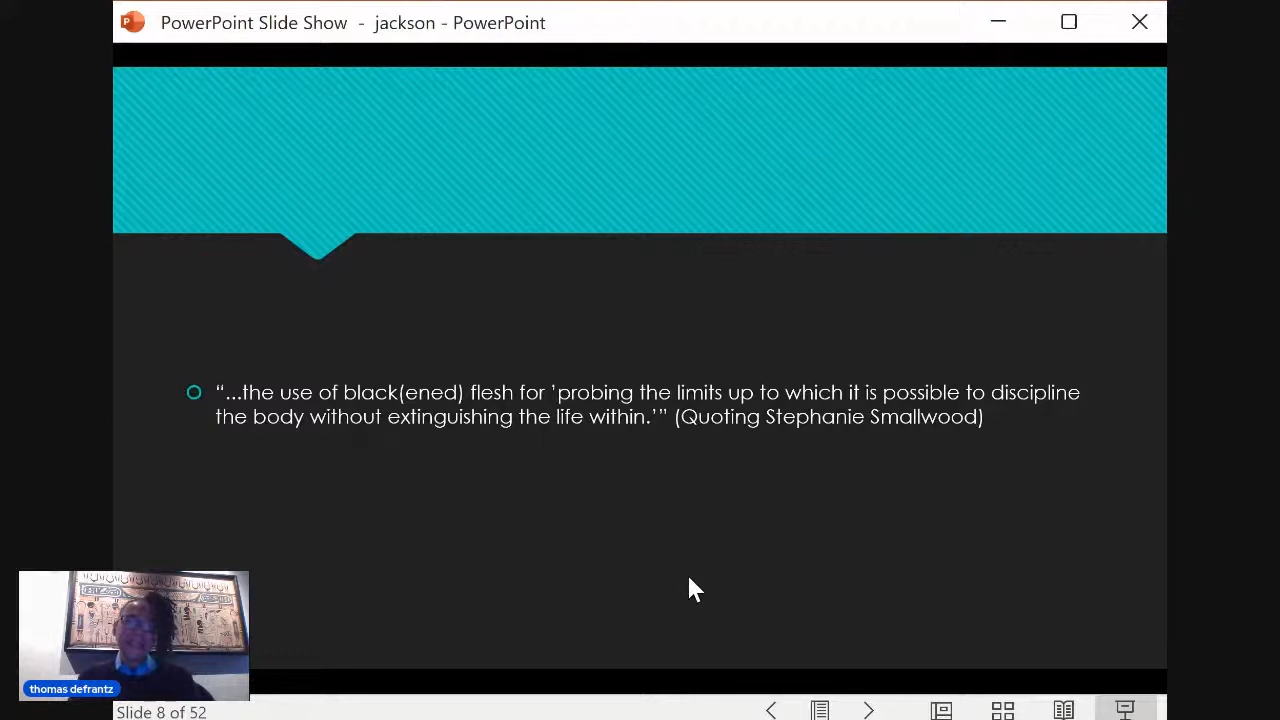 PowerPoint Slide Show - jackson - PowerPoint
“...the use of black(ened) flesh for ’probing the limits up to which it is possible to discipline
the body without extinguishing the life within.’” (Quoting Stephanie Smallwood)
thomas defrantz
Slide 8 of 52